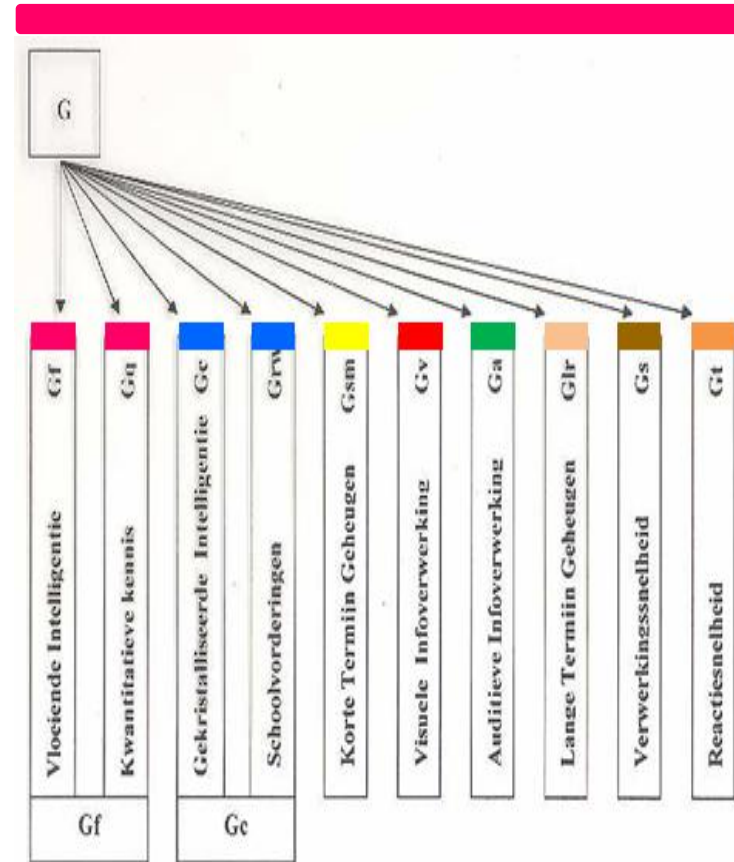 G
Gf
Vloeiende Intelligentie
Gq
Kwantitatieve kennis
Gc
Gekristalliseerde Intelligentie
Grw
Schoolvorderingen
Gsm
Korte Termijn Geheugen
Gv
Visuele Infoverwerking
Ga
Auditieve Infoverwerking
Glr
Lange Termijn Geheugen
Gs
Verwerkingssnelheid
Gt
Reactiesnelheid
Gf
Gc